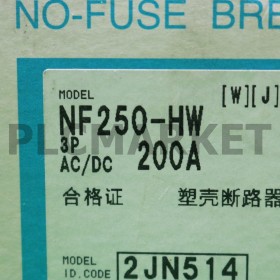 NO-FUSE BRE
[W][J]
MODEL
NF250-HW
3P
AC/DC 200A
合格证 塑壳断路器
MODEL
ID.CODE 2JN514
PLCMARKET